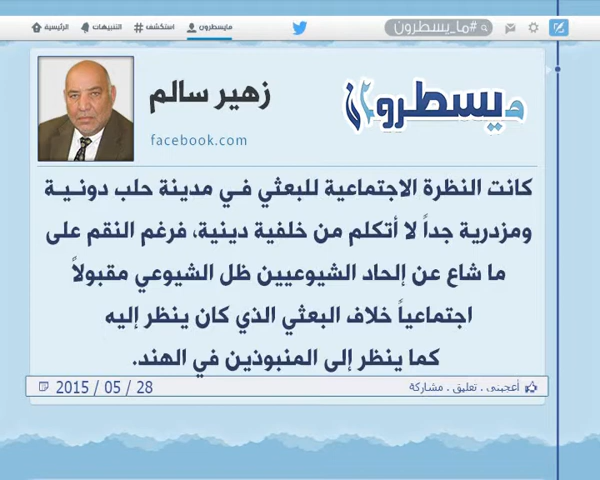 #ما_يسطرون
مايسطرون
استكشف
التنبيهات
الرئيسية
ما يسطرون
زهير سالم
facebook.com
كانت النظرة الاجتماعية للبعثي في مدينة حلب دونية
ومزدرية جداً لا أتكلم من خلفية دينية، فرغم النقم على
ما شاع عن إلحاد الشيوعيين ظل الشيوعي مقبولاً
اجتماعياً خلاف البعثي الذي كان ينظر إليه
كما ينظر إلى المنبوذين في الهند.
أعجبني . تعليق . مشاركة
2015 / 05 / 28